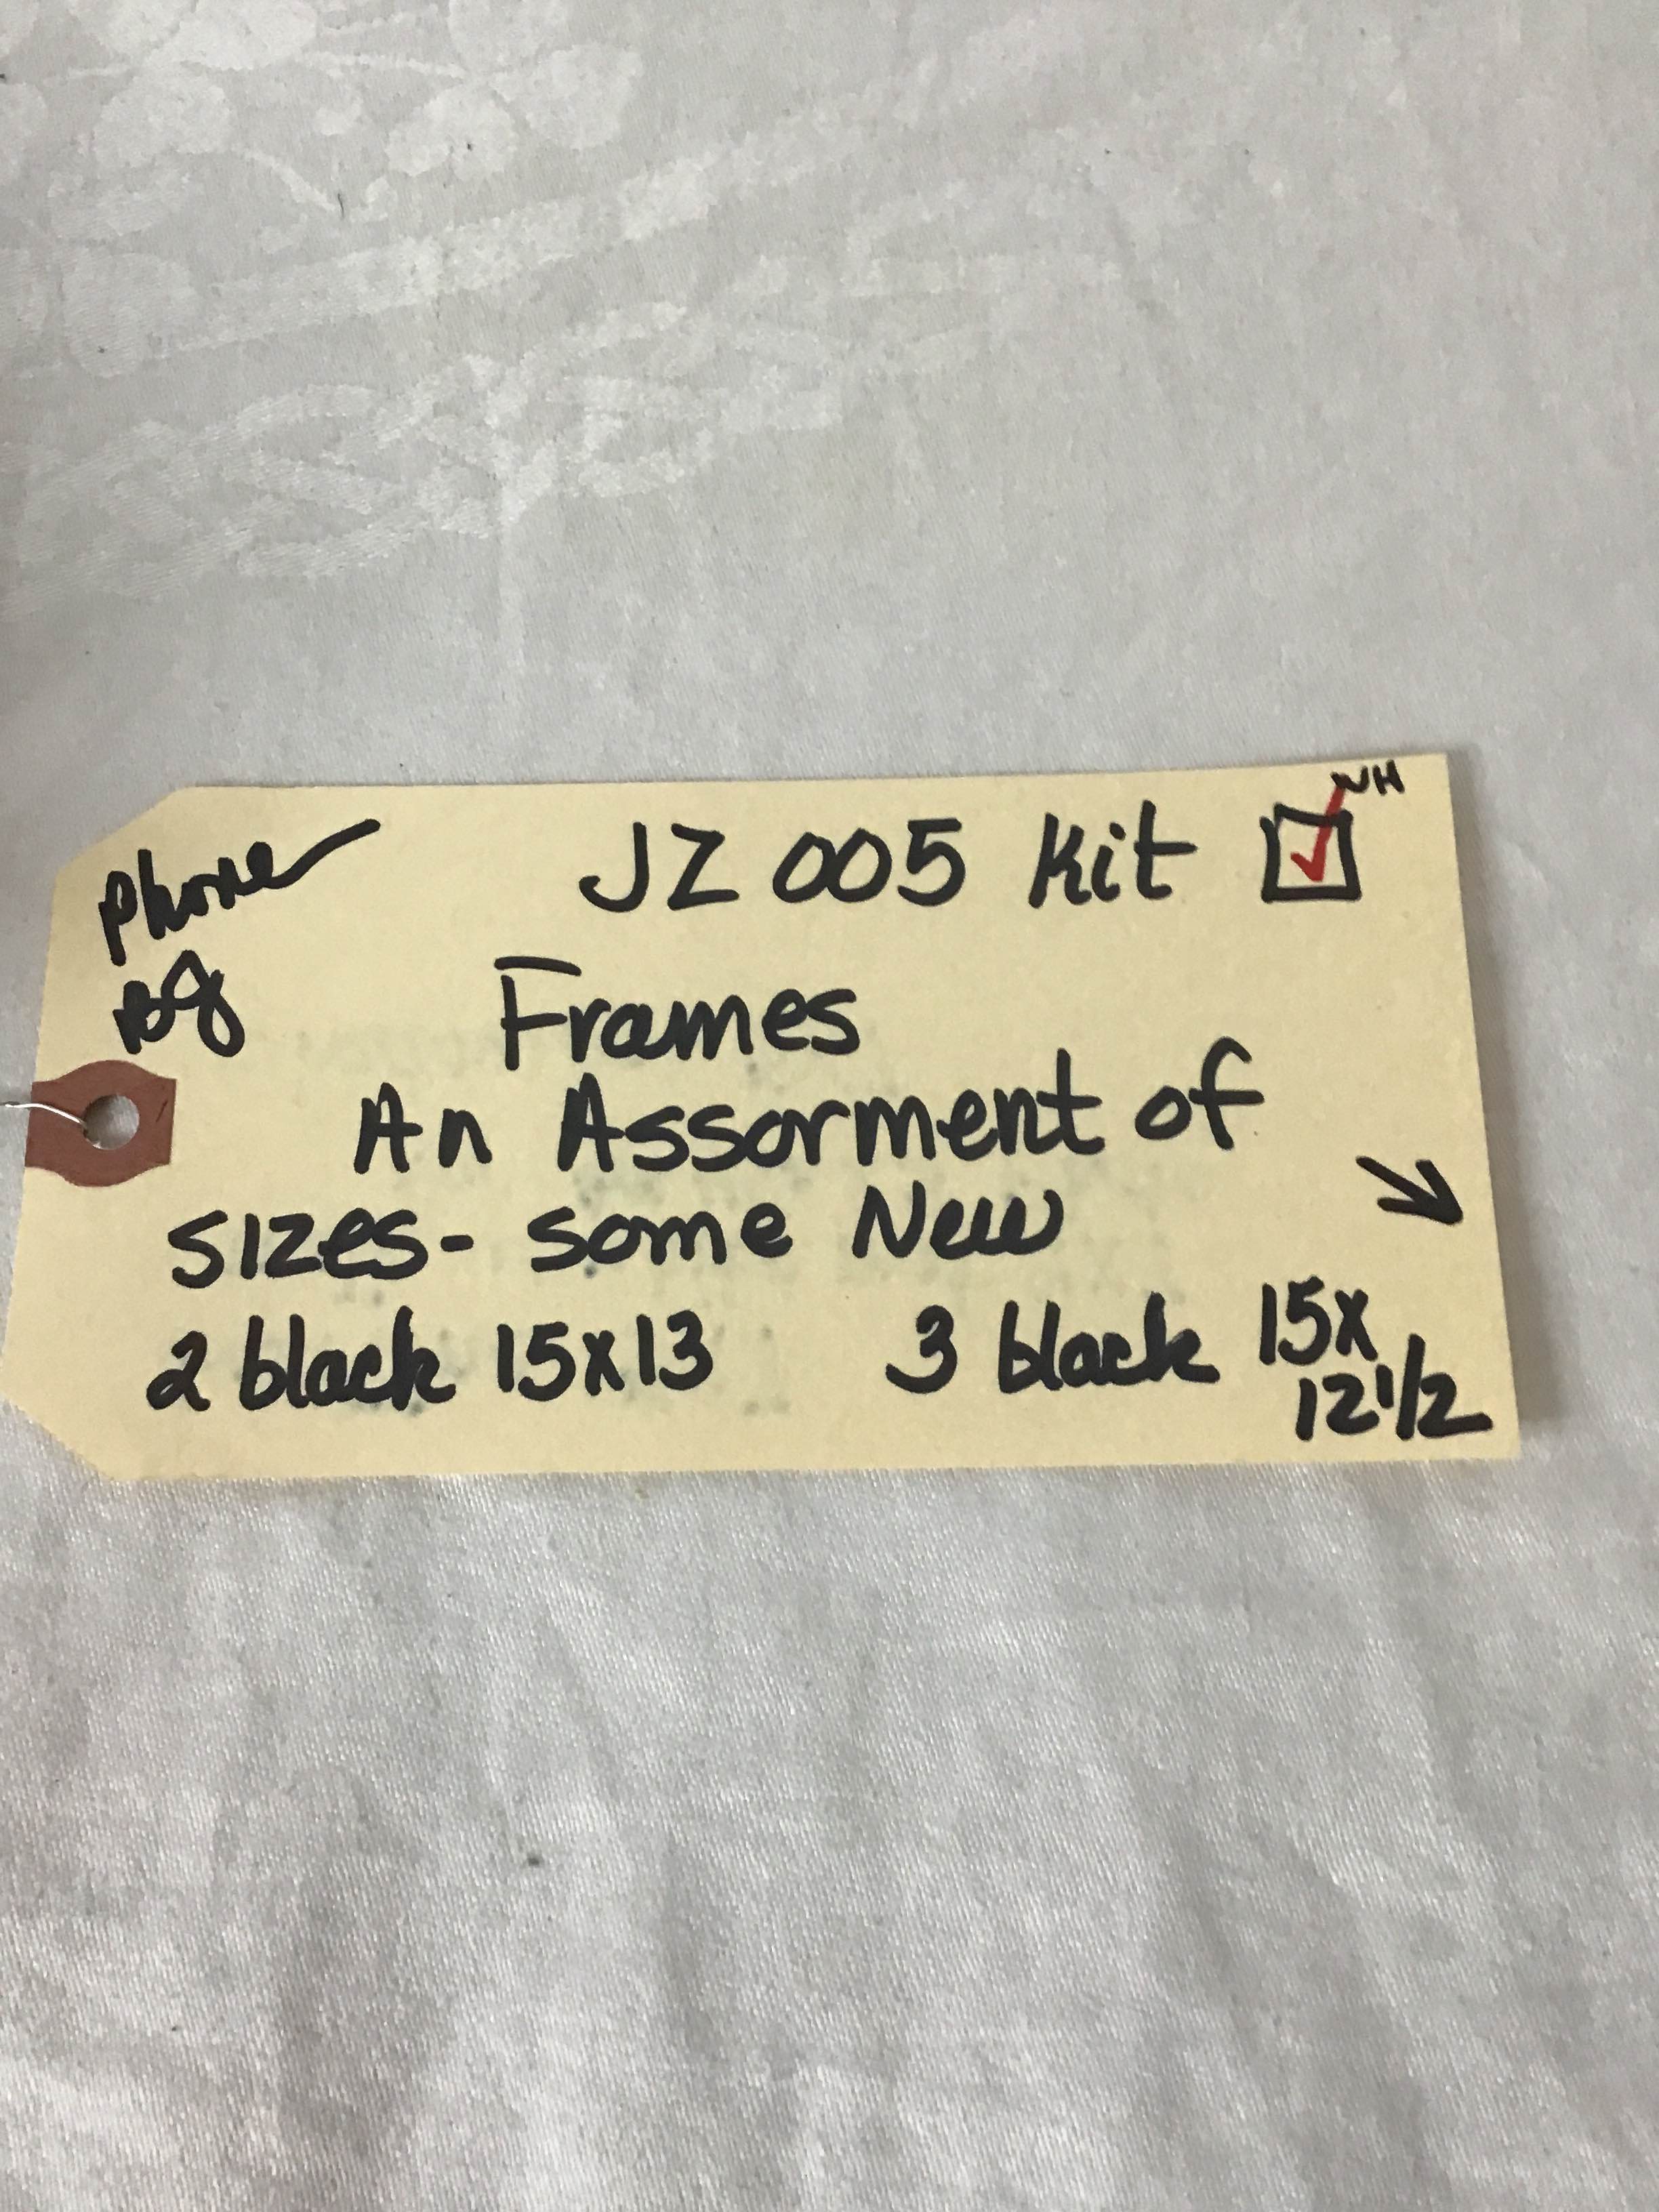 NH
Phone
JZ 005 Kit
Frames
An Assorment of
sizes - some New
2 black 15x13
3 black 15x
12 1/2